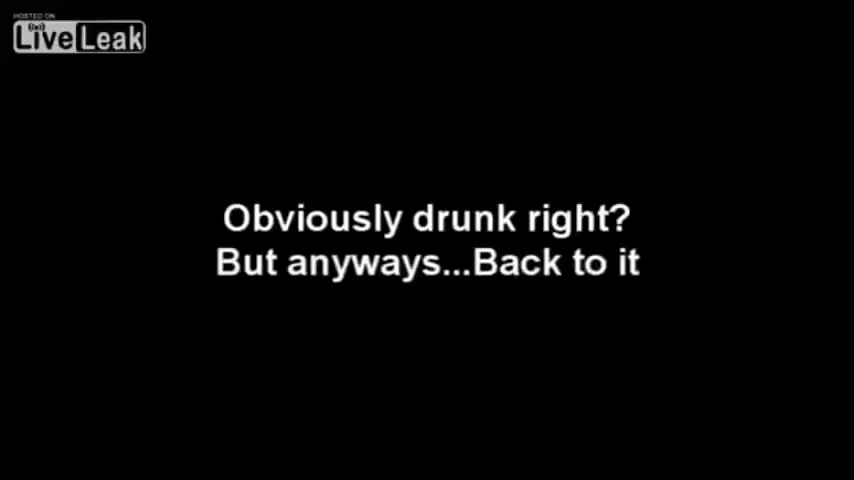 HOSTED ON
LiveLeak
Obviously drunk right?
But anyways...Back to it